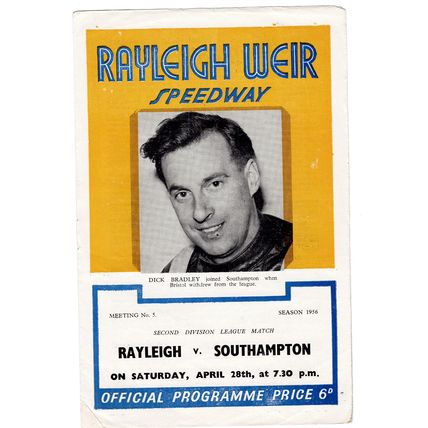 RAYLEIGH WEIR
SPEEDWAY
DICK BRADLEY joined Southampton when
Bristol withdrew from the league.
MEETING No. 5.
SEASON 1956
SECOND DIVISION LEAGUE MATCH
RAYLEIGH v. SOUTHAMPTON
ON SATURDAY, APRIL 28th, at 7.30 p.m.
OFFICIAL PROGRAMME PRICE 6D